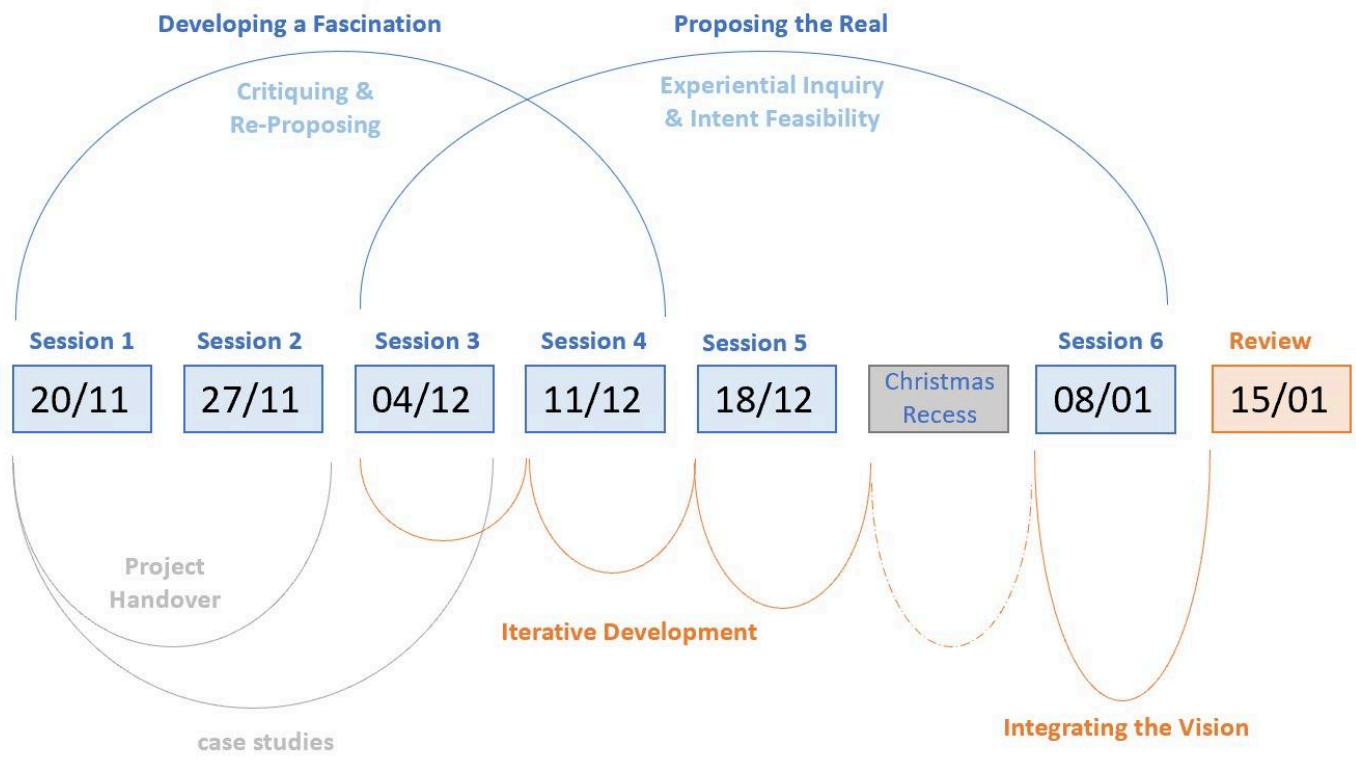 Developing a Fascination
Proposing the Real
Critiquing &
Re-Proposing
Experiential Inquiry
& Intent Feasibility
Session 1
Session 2
Session 3
Session 4
Session 5
Session 6
Review
20/11
27/11
04/12
11/12
18/12
Christmas
Recess
08/01
15/01
Project
Handover
Iterative Development
case studies
Integrating the Vision